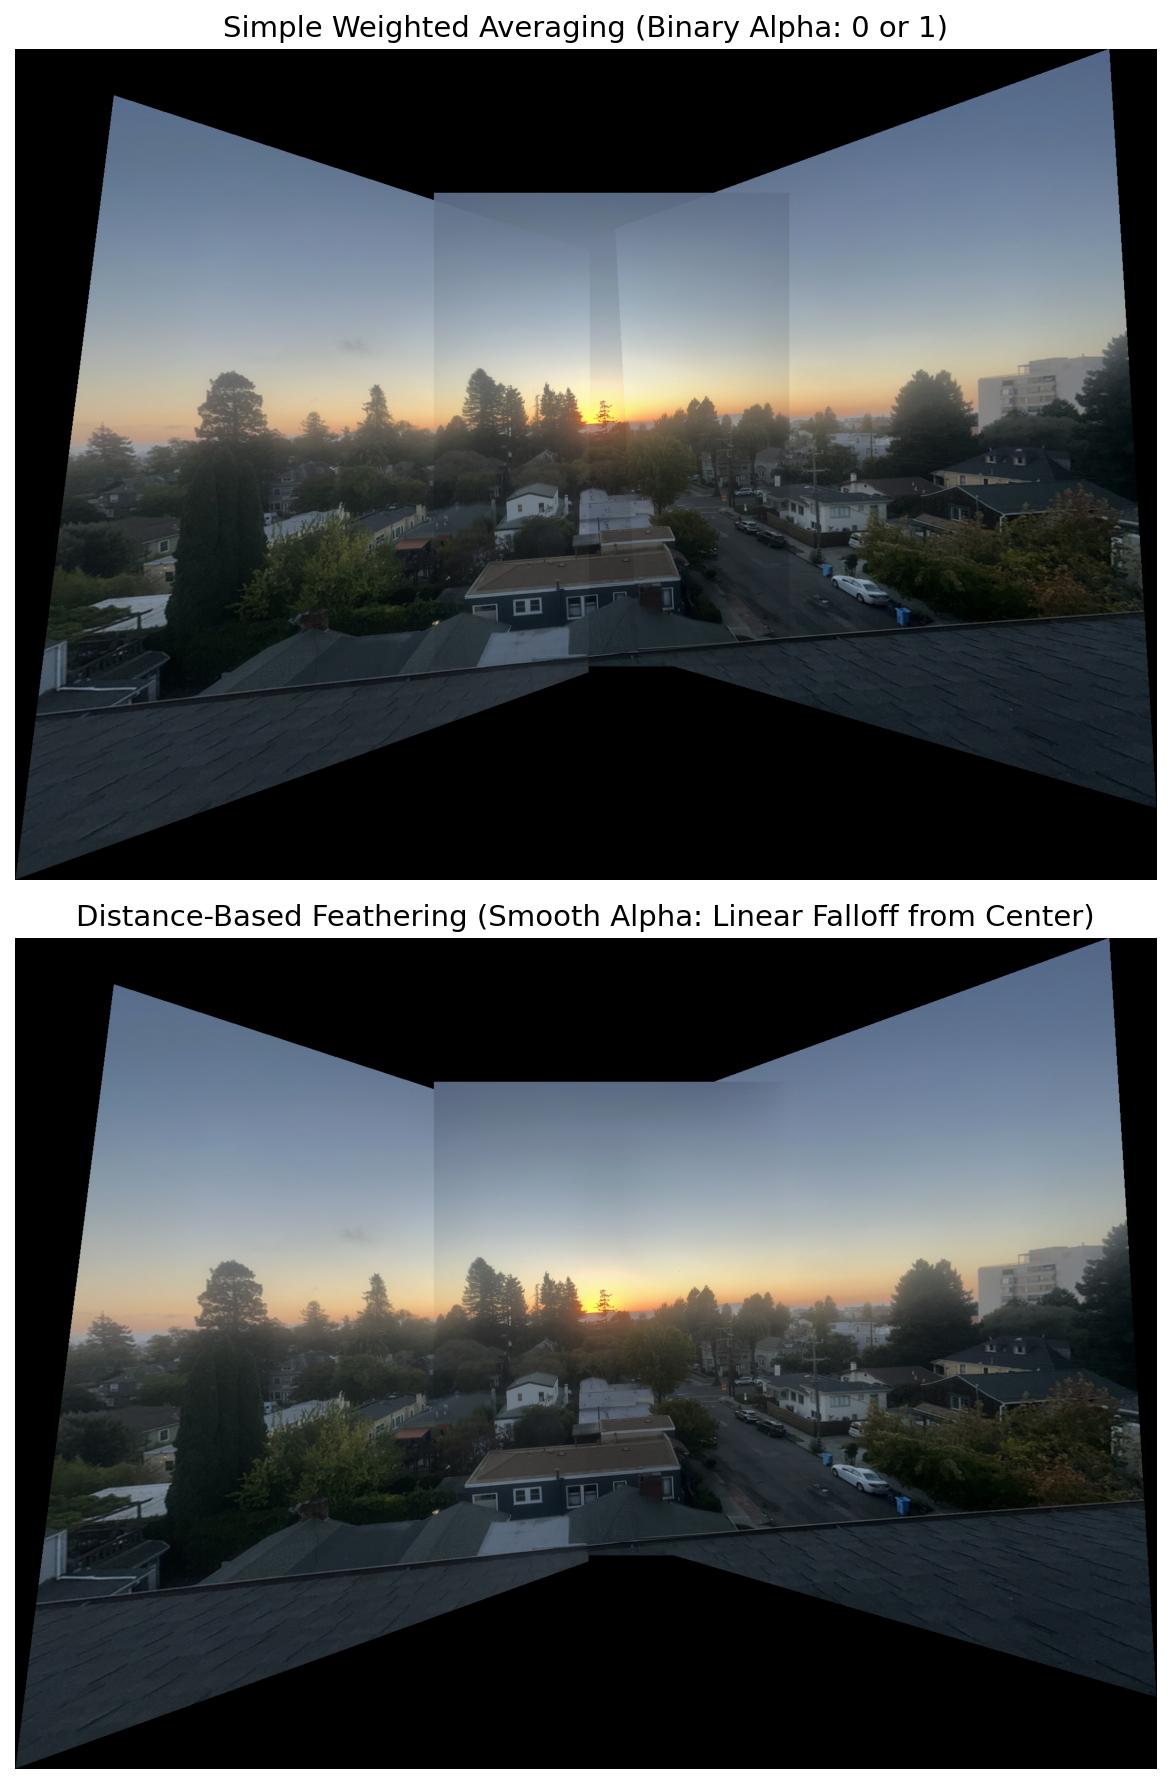 Simple Weighted Averaging (Binary Alpha: 0 or 1)
Distance-Based Feathering (Smooth Alpha: Linear Falloff from Center)